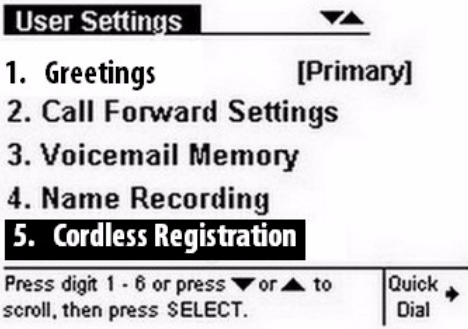 User Settings ▼▲
1. Greetings [Primary]
2. Call Forward Settings
3. Voicemail Memory
4. Name Recording
5. Cordless Registration
Press digit 1 - 6 or press ▼ or ▲ to
scroll, then press SELECT.
Quick →
Dial